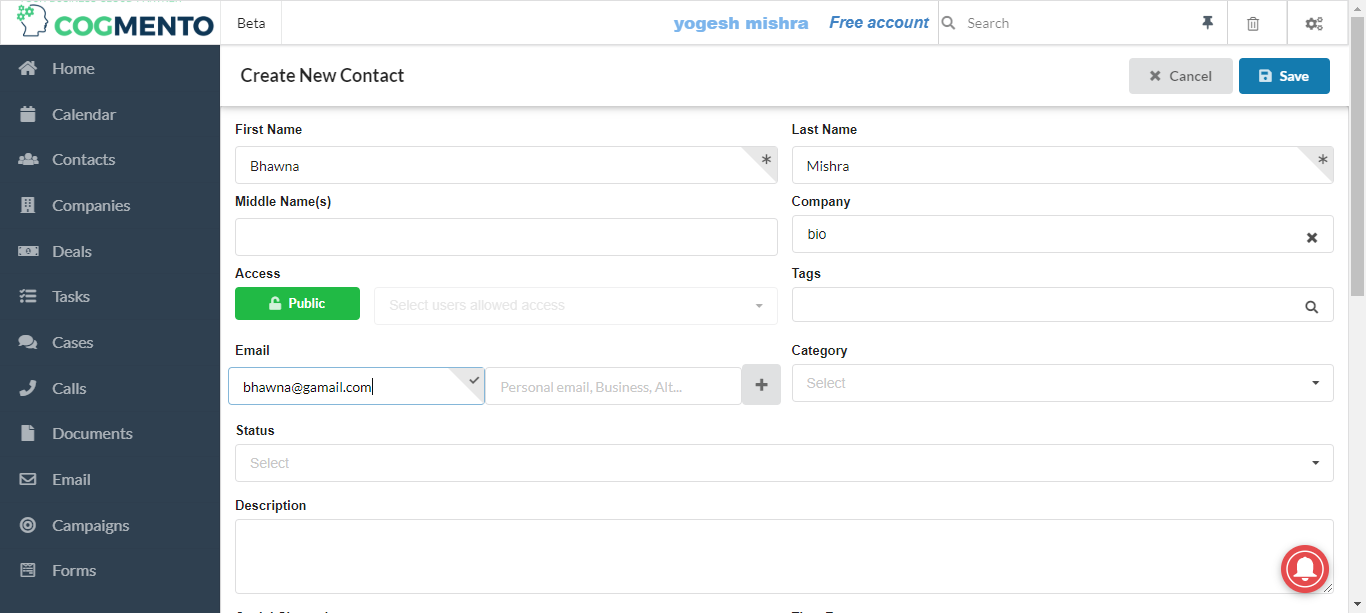 COGMENTO
Beta
yogesh mishra
Free account
Search
Home
Calendar
Contacts
Companies
Deals
Tasks
Cases
Calls
Documents
Email
Campaigns
Forms
Create New Contact
Cancel
Save
First Name
Last Name
Bhawna
Mishra
Middle Name(s)
Company
bio
Access
Tags
Public
Select users allowed access
Email
Category
bhawna@gamail.com
Personal email, Business, Alt...
Select
Status
Select
Description